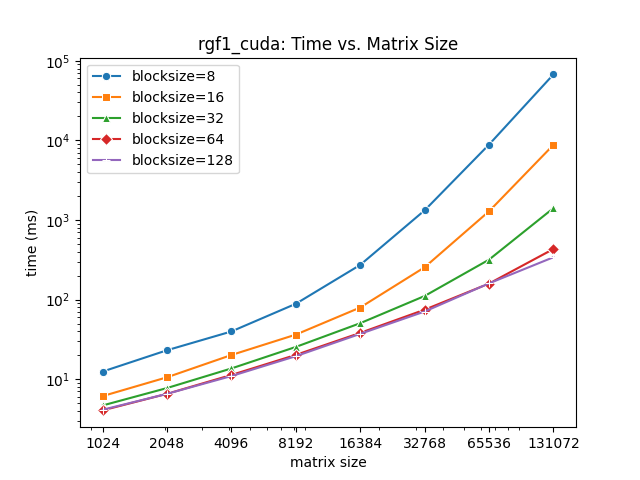 rgf1_cuda: Time vs. Matrix Size
blocksize=8
blocksize=16
blocksize=32
blocksize=64
blocksize=128
time (ms)
10^5
10^4
10^3
10^2
10^1
1024 2048 4096 8192 16384 32768 65536 131072
matrix size